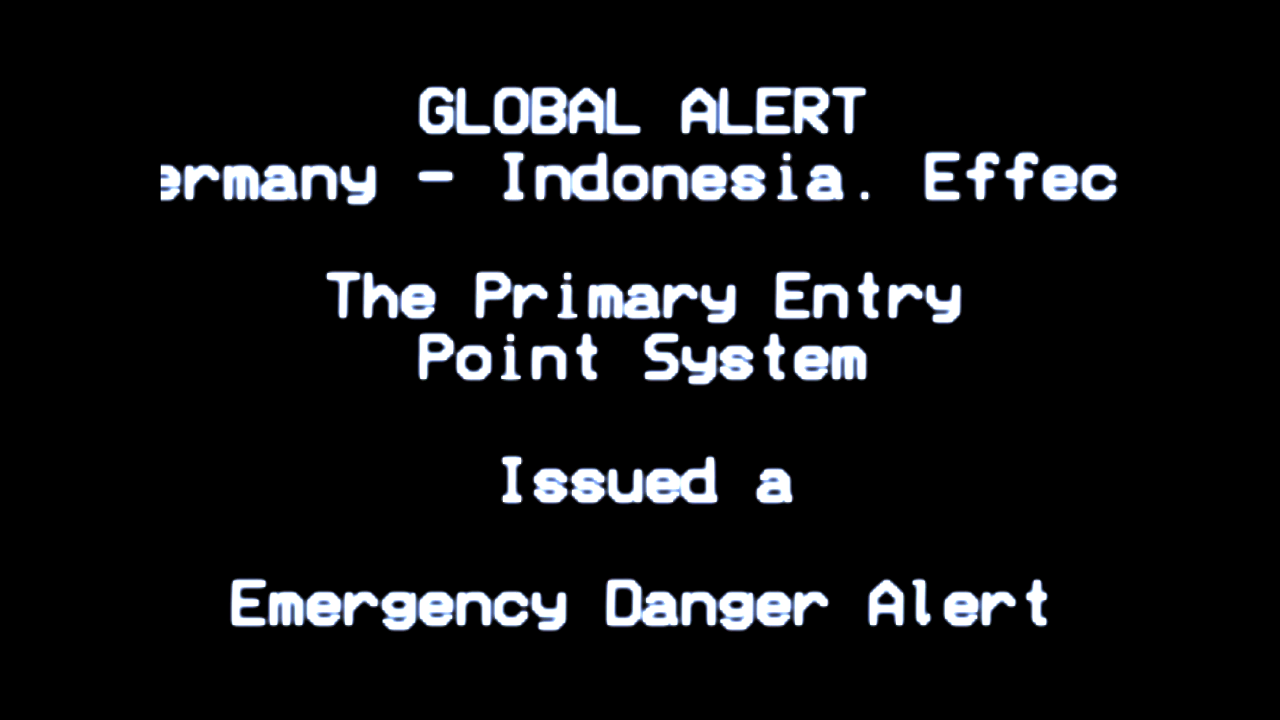 GLOBAL ALERT
ermany - Indonesia. Effec
The Primary Entry
Point System
Issued a
Emergency Danger Alert